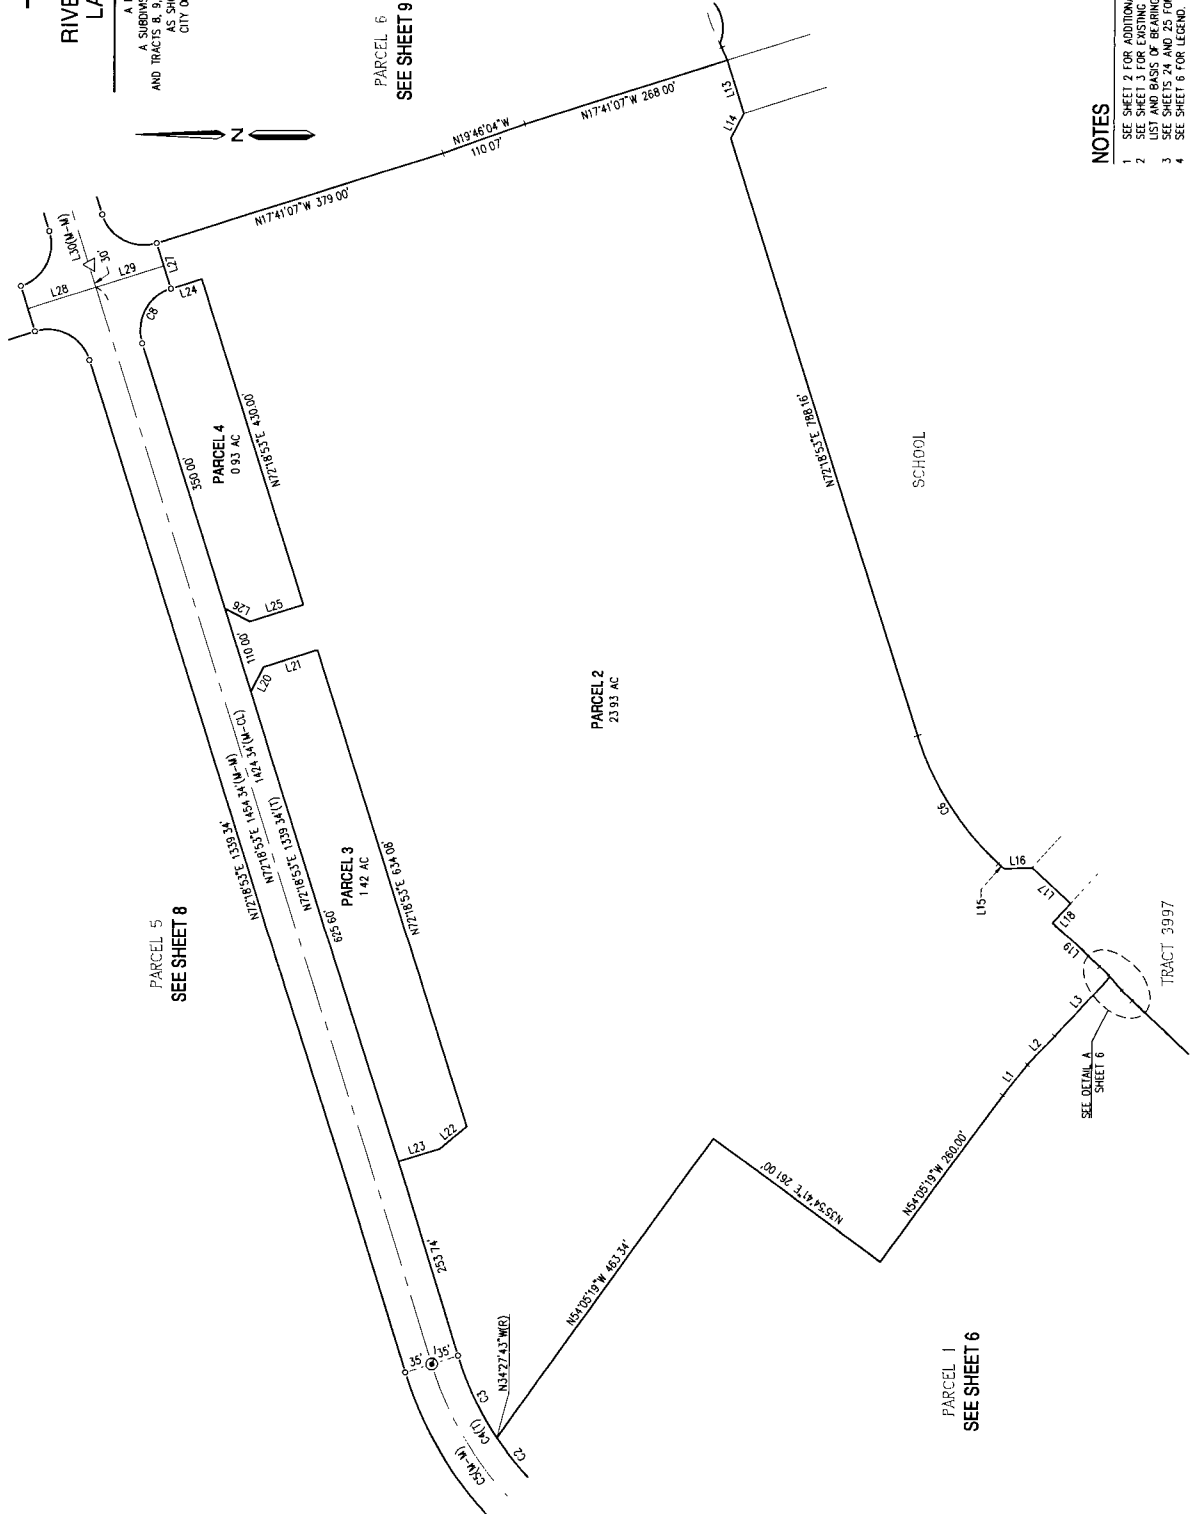 RIVE
LA
A
A SUBDIVIS
AND TRACTS 8, 9,
AS SHO
CITY O
PARCEL 6
SEE SHEET 9
N
L30(M-M)
30'
L28
L29
L27
L24
C8
N17°41'07"W 379 00'
N19°46'04"W
110 07'
N17°41'07"W 268 00'
L13
L14
NOTES
1 SEE SHEET 2 FOR ADDITIONA
2 SEE SHEET 3 FOR EXISTING
LIST AND BASIS OF BEARING
3 SEE SHEETS 24 AND 25 FO
4 SEE SHEET 6 FOR LEGEND.
350 00'
PARCEL 4
0 93 AC
N72°18'53"E 430.00'
L26
L25
110 00'
L20
L21
N72°18'53"E 788 16'
SCHOOL
PARCEL 2
23 93 AC
PARCEL 5
SEE SHEET 8
N72°18'53"E 1339 34'
N72°18'53"E 1454 34'(M-M)
1424 34'(M-CL)
N72°18'53"E 1339 34'(T)
625 60'
PARCEL 3
1 42 AC
N72°18'53"E 634 08'
L23
L22
C6
L15
L16
L17
L18
L19
TRACT 3997
L3
L2
L1
SEE DETAIL A
SHEET 6
N54°05'19"W 260.00'
N35°54'41"E 261 00'
N54°05'19"W 463 34'
253.74'
35'
35'
N34°27'43"W(R)
C3
C4(T)
C5(M-M)
C2
PARCEL 1
SEE SHEET 6